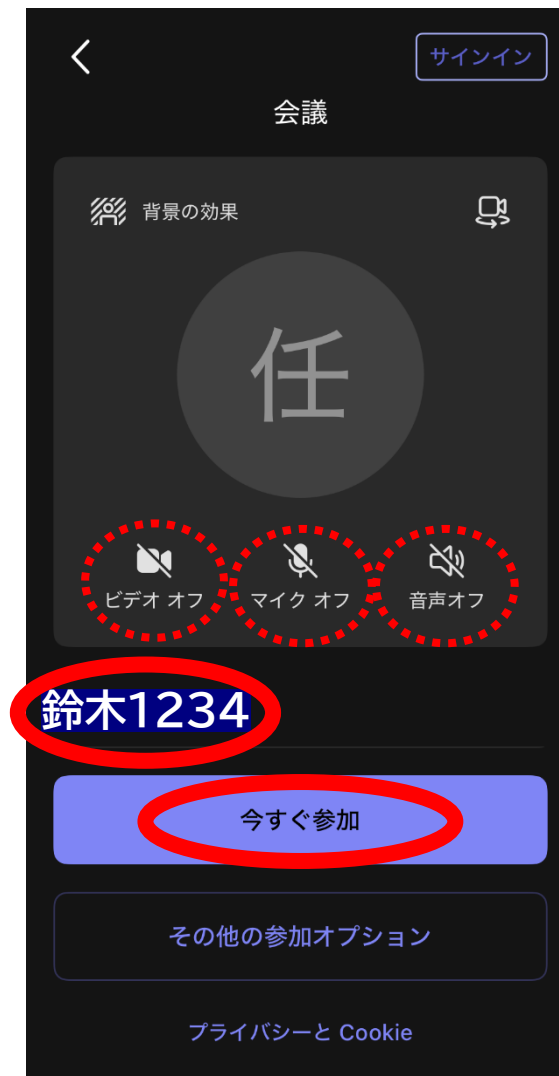 サインイン
会議
背景の効果
任
ビデオ オフ
マイク オフ
音声オフ
鈴木1234
今すぐ参加
その他の参加オプション
プライバシーと Cookie